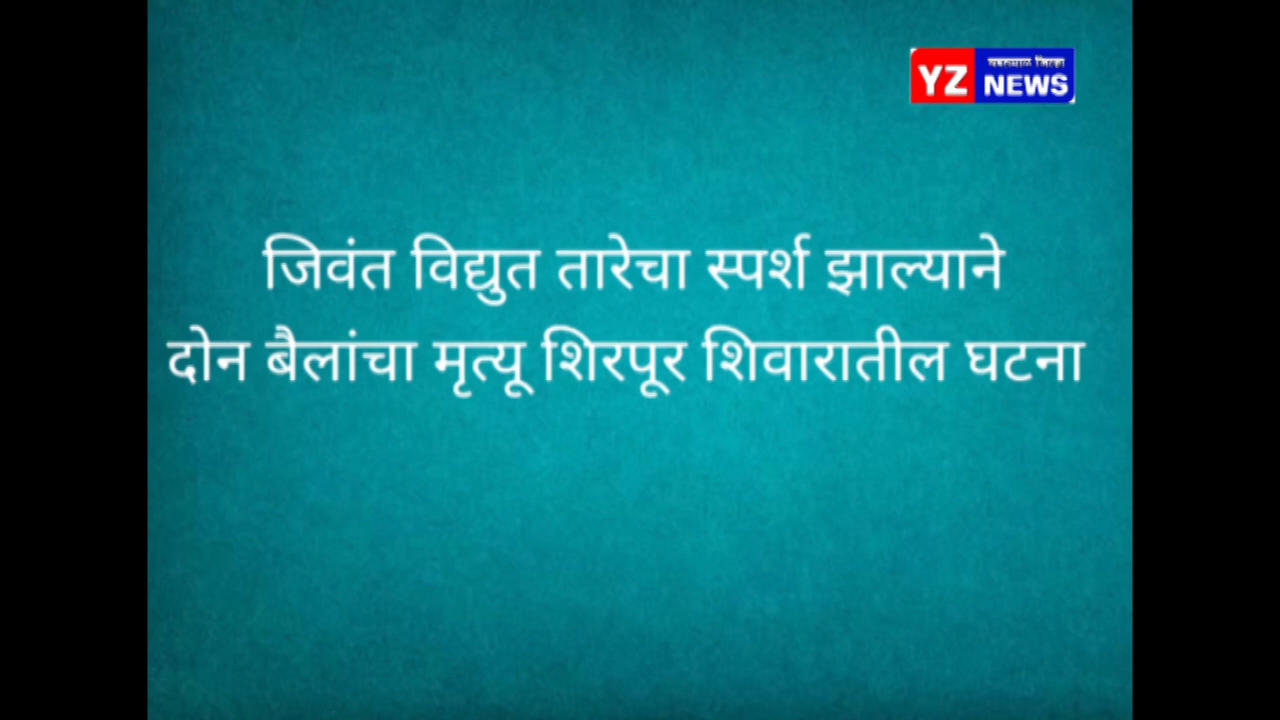 YZ
NEWS
जिवंत विद्युत तारेचा स्पर्श झाल्याने
दोन बैलांचा मृत्यू शिरपूर शिवारातील घटना